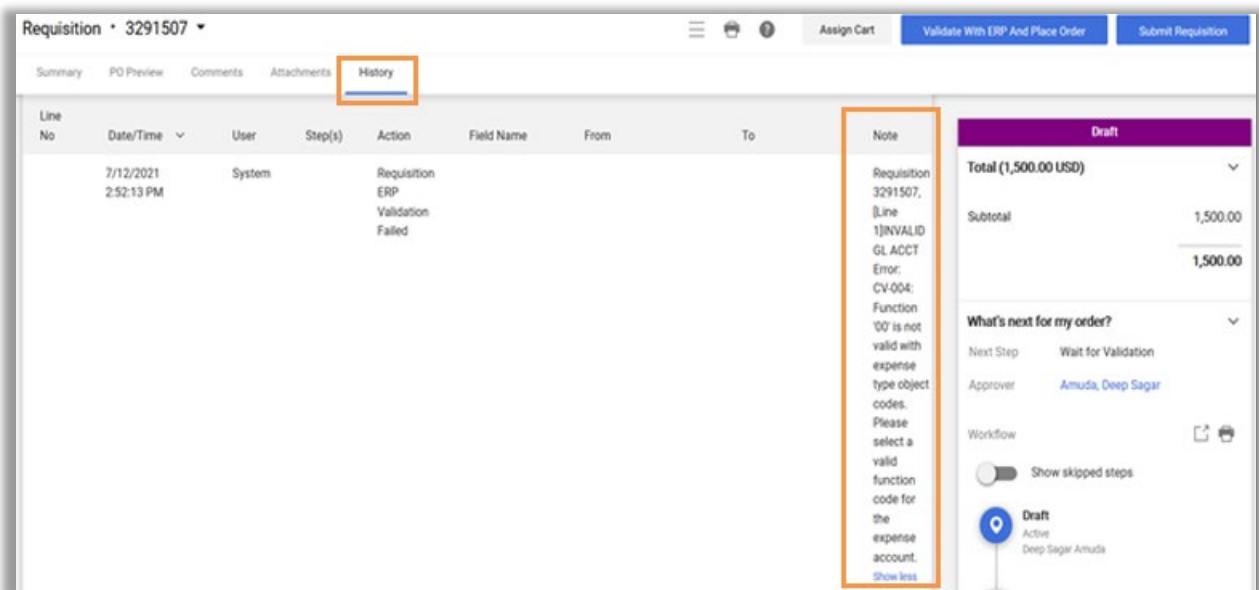 Requisition • 3291507
Assign Cart
Validate With ERP And Place Order
Submit Requisition
Summary
PO Preview
Comments
Attachments
History
Line
No
Date/Time
User
Step(s)
Action
Field Name
From
To
Note
7/12/2021
2:52:13 PM
System
Requisition
ERP
Validation
Failed
Requisition
3291507,
[Line
1]INVALID
GL ACCT
Error:
CV-004:
Function
'00' is not
valid with
expense
type object
codes.
Please
select a
valid
function
code for
the
expense
account.
Show less
Draft
Total (1,500.00 USD)
Subtotal 1,500.00
1,500.00
What's next for my order?
Next Step Wait for Validation
Approver Amuda, Deep Sagar
Workflow
Show skipped steps
Draft
Active
Deep Sagar Amuda